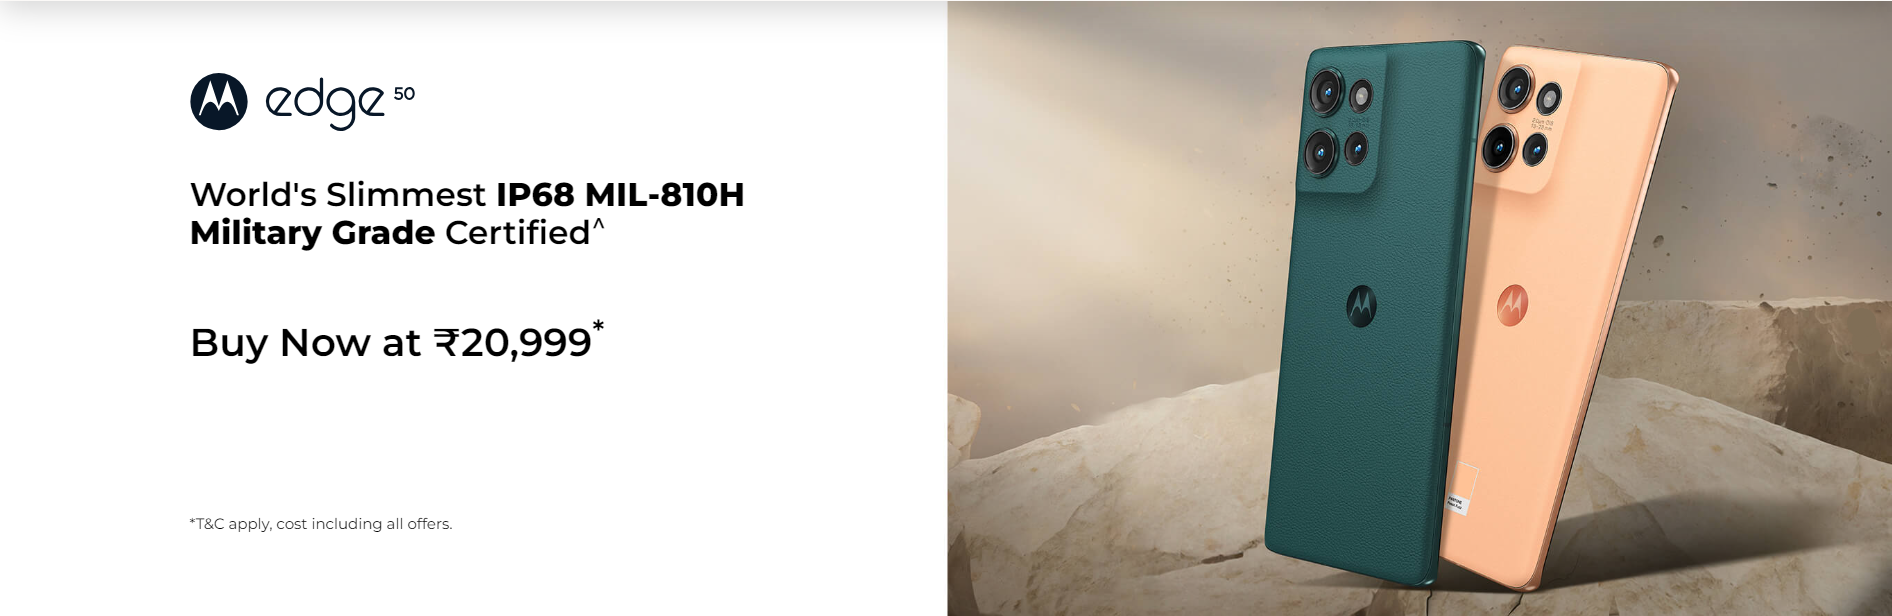 edge 50
World's Slimmest IP68 MIL-810H
Military Grade Certified^
Buy Now at ₹20,999*
*T&C apply, cost including all offers.
PANTONE